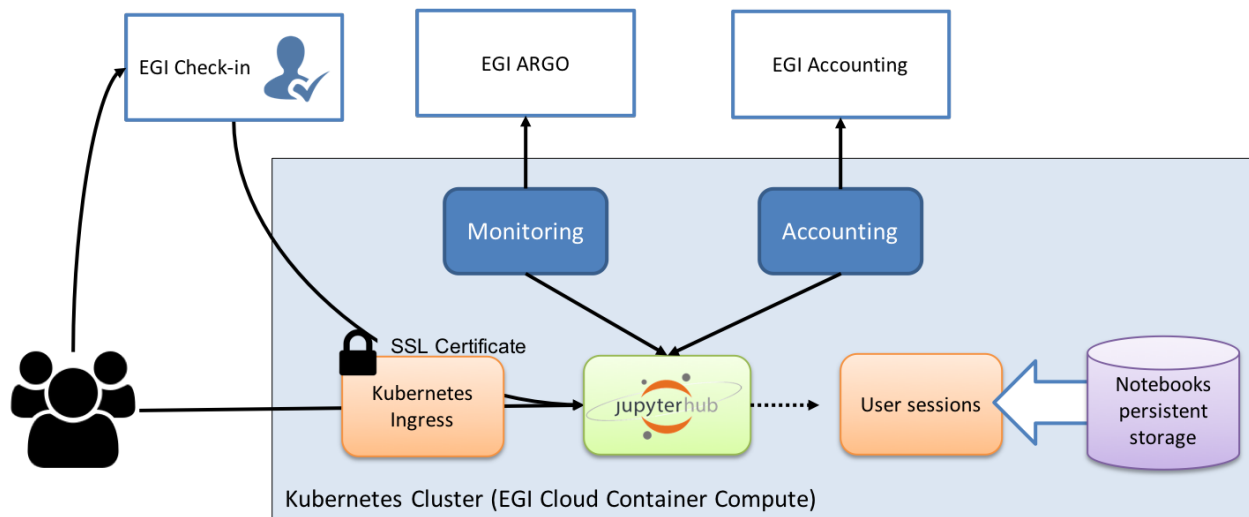 EGI Check-in
EGI ARGO
EGI Accounting
Monitoring
Accounting
SSL Certificate
Kubernetes
Ingress
jupyterhub
User sessions
Notebooks
persistent
storage
Kubernetes Cluster (EGI Cloud Container Compute)